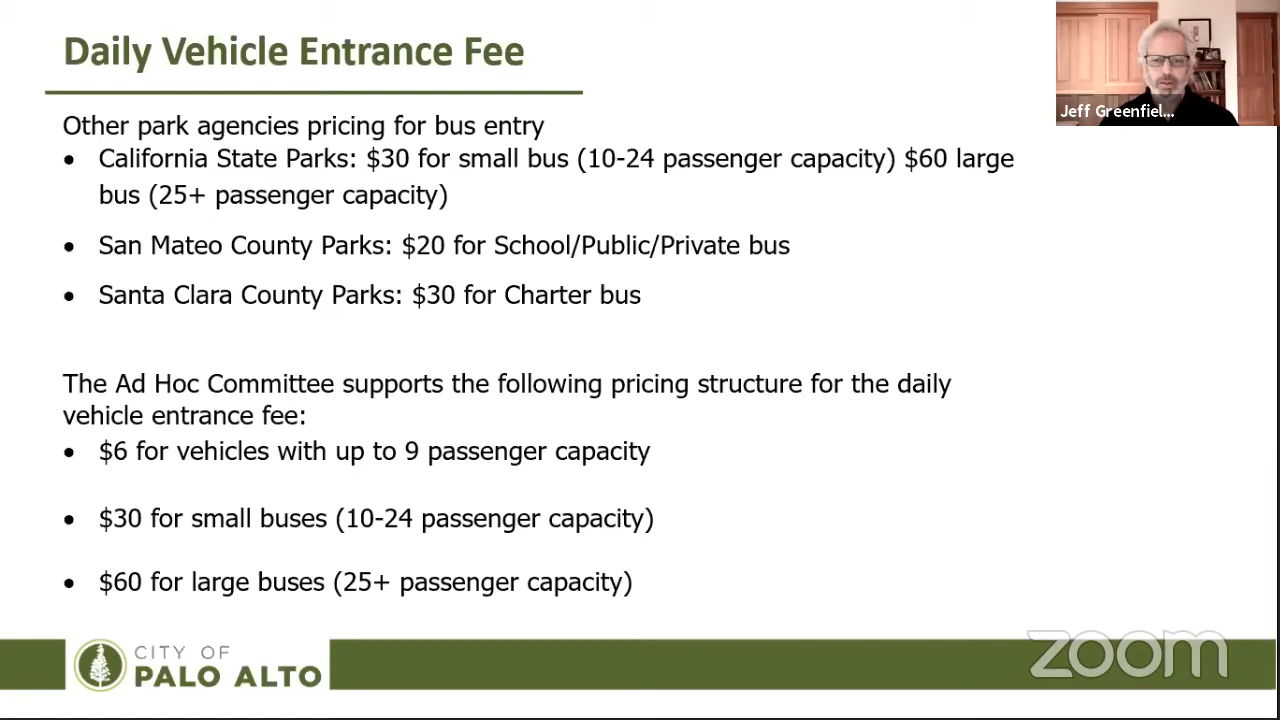 Daily Vehicle Entrance Fee
Jeff Greenfiel...
Other park agencies pricing for bus entry
• California State Parks: $30 for small bus (10-24 passenger capacity) $60 large
bus (25+ passenger capacity)
• San Mateo County Parks: $20 for School/Public/Private bus
• Santa Clara County Parks: $30 for Charter bus
The Ad Hoc Committee supports the following pricing structure for the daily
vehicle entrance fee:
• $6 for vehicles with up to 9 passenger capacity
• $30 for small buses (10-24 passenger capacity)
• $60 for large buses (25+ passenger capacity)
CITY OF
PALO ALTO
zoom